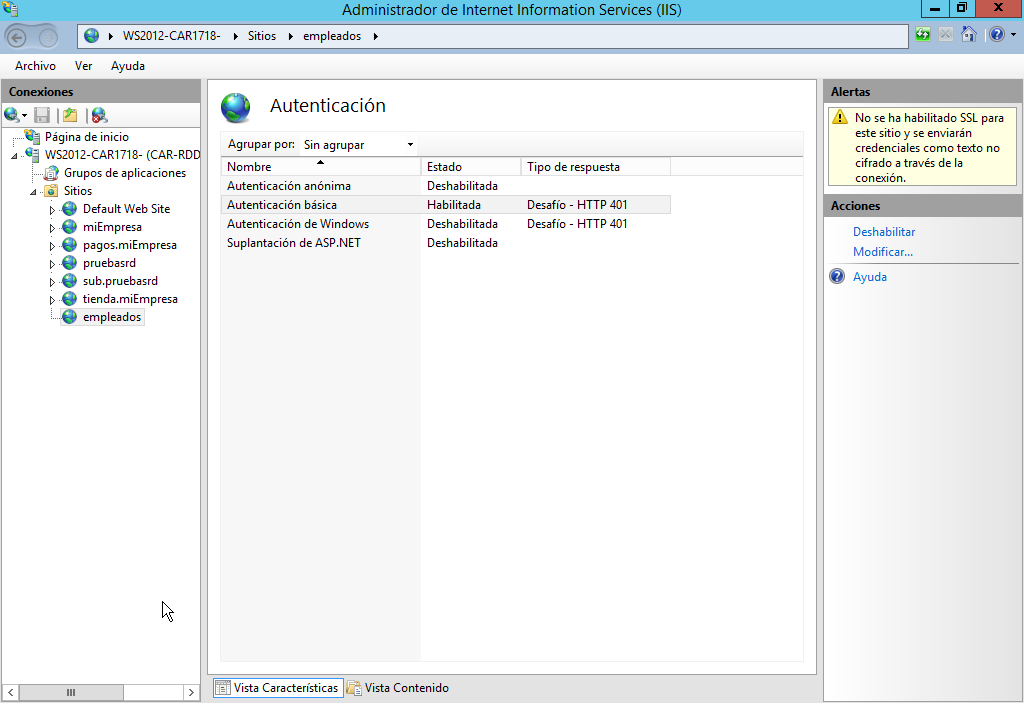 Administrador de Internet Information Services (IIS)
WS2012-CAR1718- Sitios empleados
Archivo Ver Ayuda
Conexiones
Página de inicio
WS2012-CAR1718- (CAR-RDD
Grupos de aplicaciones
Sitios
Default Web Site
miEmpresa
pagos.miEmpresa
pruebasrd
sub.pruebasrd
tienda.miEmpresa
empleados
Autenticación
Agrupar por: Sin agrupar
Nombre Estado Tipo de respuesta
Autenticación anónima Deshabilitada
Autenticación básica Habilitada Desafío - HTTP 401
Autenticación de Windows Deshabilitada Desafío - HTTP 401
Suplantación de ASP.NET Deshabilitada
Vista Características Vista Contenido
Alertas
No se ha habilitado SSL para
este sitio y se enviarán
credenciales como texto no
cifrado a través de la
conexión.
Acciones
Deshabilitar
Modificar...
Ayuda